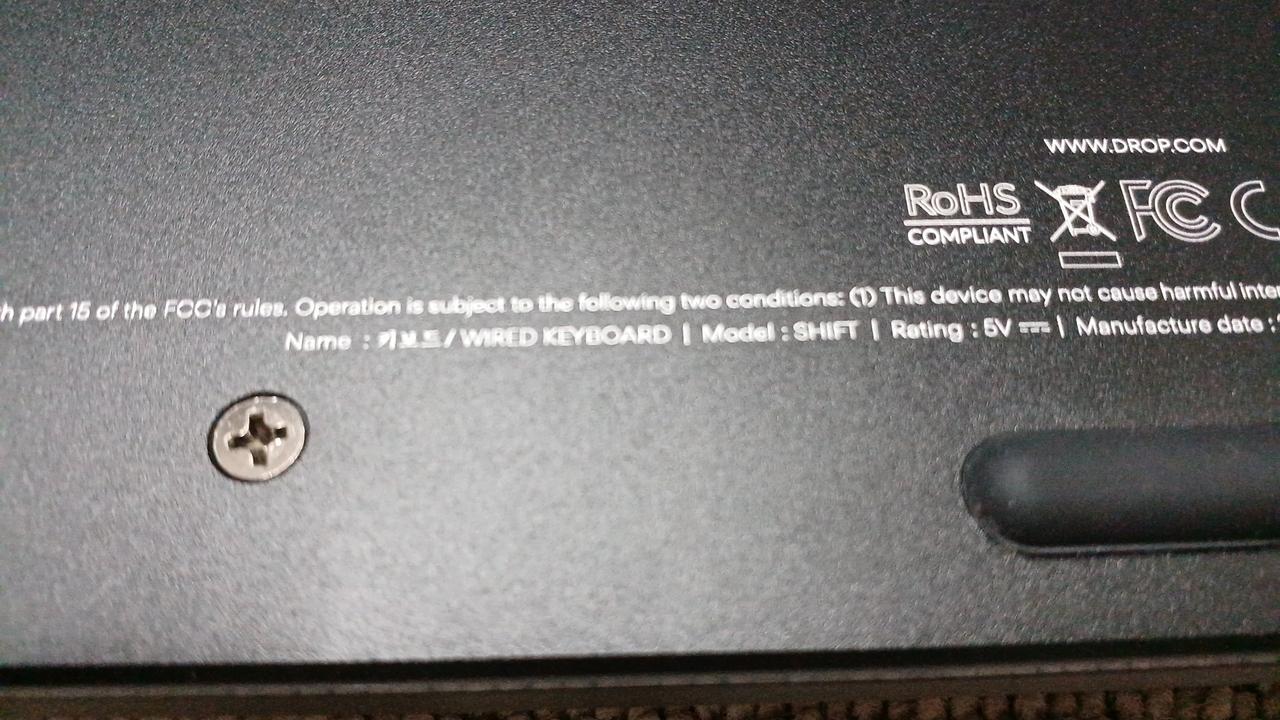 WWW.DROP.COM
RoHS FC C
COMPLIANT
part 15 of the FCC's rules. Operation is subject to the following two conditions: (1) This device may not cause harmful
Name : 키보드/ WIRED KEYBOARD | Model : SHIFT | Rating : 5V ⎓ | Manufacture date :